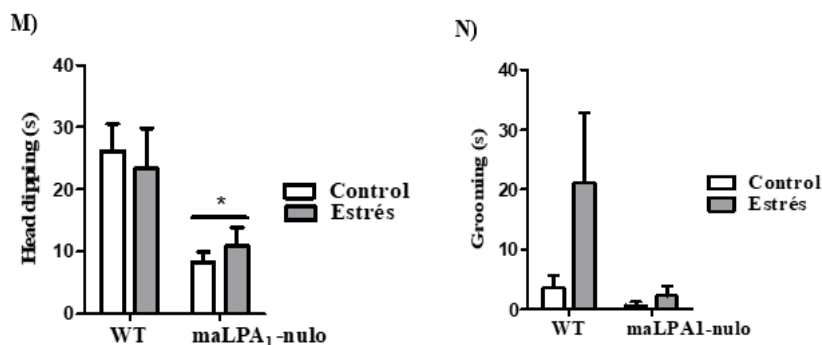 M)
Head dipping (s)
40
30
20
10
0
*
WT
maLPA₁-nulo
Control
Estrés
N)
Grooming (s)
40
30
20
10
0
WT
maLPA1-nulo
Control
Estrés